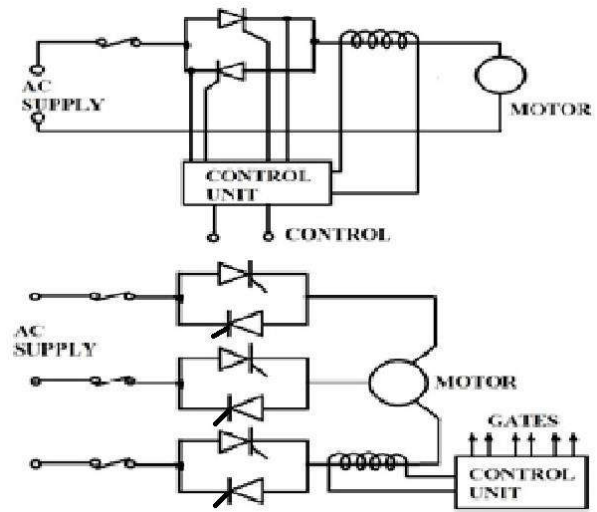 AC
SUPPLY
MOTOR
CONTROL
UNIT
CONTROL
AC
SUPPLY
MOTOR
GATES
CONTROL
UNIT